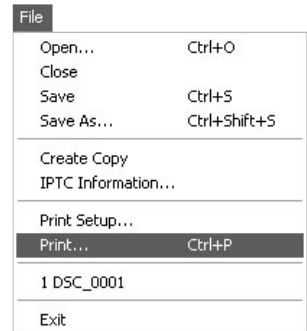 File
Open... Ctrl+O
Close
Save Ctrl+S
Save As... Ctrl+Shift+S
Create Copy
IPTC Information...
Print Setup...
Print... Ctrl+P
1 DSC_0001
Exit